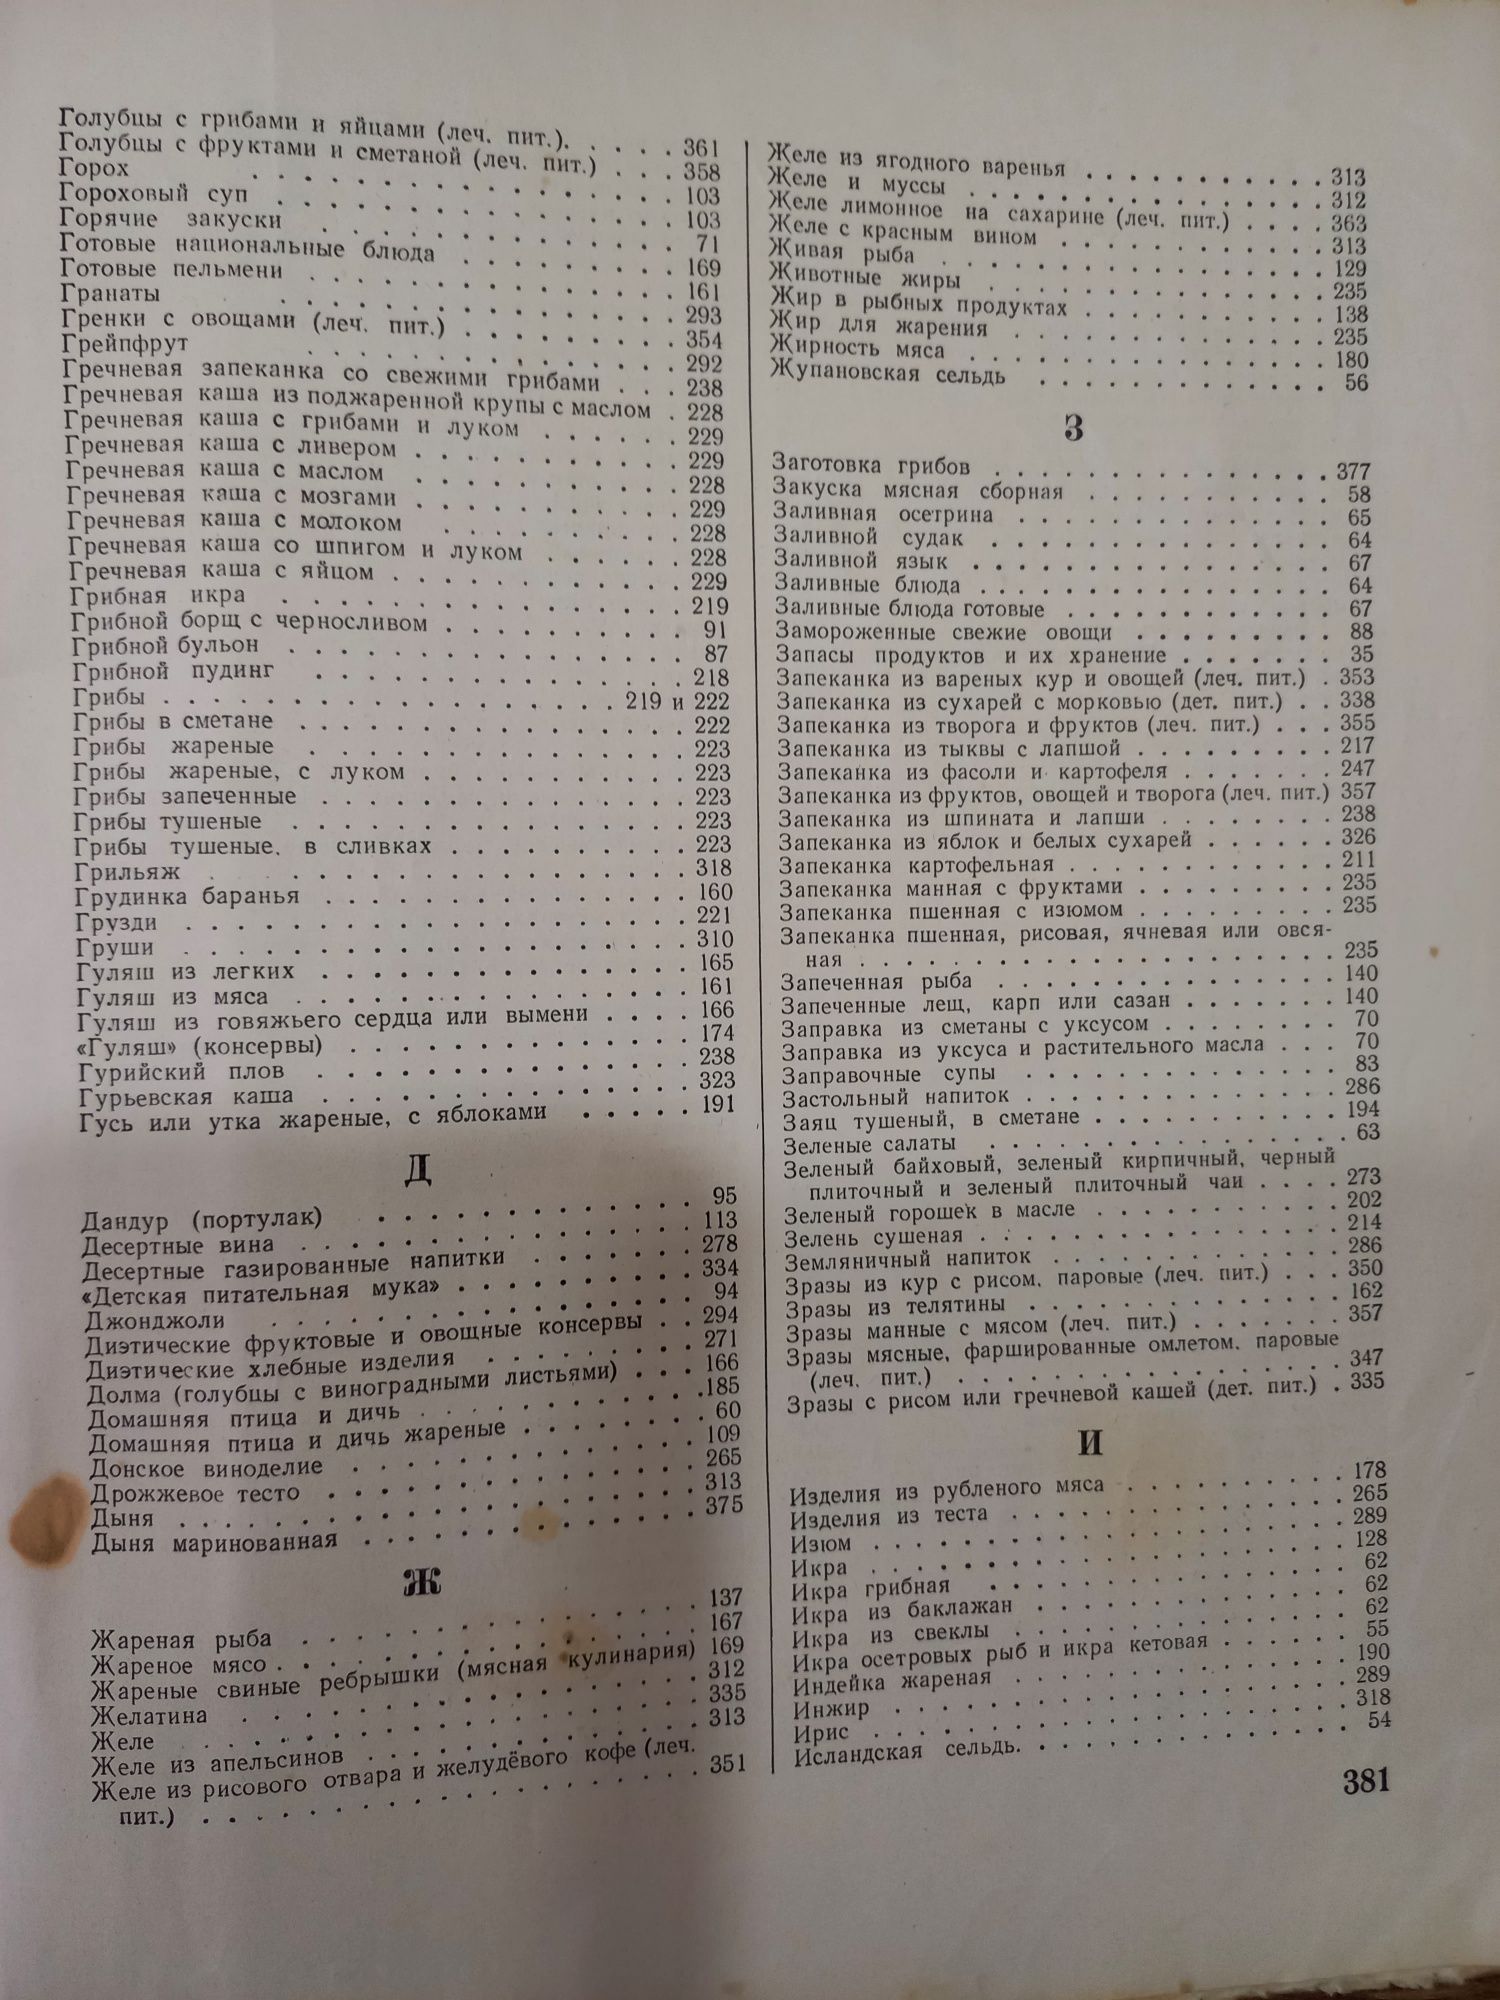 Голубцы с грибами и яйцами (леч. пит.). . . . . 361
Голубцы с фруктами и сметаной (леч. пит.) . . . 358
Горох . . . . . . . . . . 103
Гороховый суп . . . . . . . . . . 103
Горячие закуски . . . . . . . . . . 71
Готовые национальные блюда . . . . . . . . 169
Готовые пельмени . . . . . . . . . . 161
Гранаты . . . . . . . . . . 293
Гренки с овощами (леч. пит.) . . . . . . . . 354
Грейпфрут . . . . . . . . . . 292
Гречневая запеканка со свежими грибами . . . 238
Гречневая каша из поджаренной крупы с маслом . 228
Гречневая каша с грибами и луком . . . . . . 229
Гречневая каша с ливером . . . . . . . . . 229
Гречневая каша с маслом . . . . . . . . . 228
Гречневая каша с мозгами . . . . . . . . . 229
Гречневая каша с молоком . . . . . . . . . 228
Гречневая каша со шпигом и луком . . . . . 228
Гречневая каша с яйцом . . . . . . . . . . 229
Грибная икра . . . . . . . . . . 219
Грибной борщ с черносливом . . . . . . . . . 91
Грибной бульон . . . . . . . . . . 87
Грибной пудинг . . . . . . . . . . 218
Грибы . . . . . . . . . . 219 и 222
Грибы в сметане . . . . . . . . . . 222
Грибы жареные . . . . . . . . . . 223
Грибы жареные, с луком . . . . . . . . . . 223
Грибы запеченные . . . . . . . . . . 223
Грибы тушеные . . . . . . . . . . 223
Грибы тушеные, в сливках . . . . . . . . . 223
Грильяж . . . . . . . . . . 318
Грудинка баранья . . . . . . . . . . 160
Грузди . . . . . . . . . . 221
Груши . . . . . . . . . . 310
Гуляш из легких . . . . . . . . . . 165
Гуляш из мяса . . . . . . . . . . 161
Гуляш из говяжьего сердца или вымени . . . . 166
«Гуляш» (консервы) . . . . . . . . . . 174
Гурийский плов . . . . . . . . . . 238
Гурьевская каша . . . . . . . . . . 323
Гусь или утка жареные, с яблоками . . . . . 191
Д
Дандур (портулак) . . . . . . . . . . 95
Десертные вина . . . . . . . . . . 113
Десертные газированные напитки . . . . . . 278
«Детская питательная мука» . . . . . . . . . 334
Джонджоли . . . . . . . . . . 94
Диэтические фруктовые и овощные консервы . . 294
Диэтические хлебные изделия . . . . . . . . 271
Долма (голубцы с виноградными листьями) . . . 166
Домашняя птица и дичь . . . . . . . . . . 185
Домашняя птица и дичь жареные . . . . . . . 60
Донское виноделие . . . . . . . . . . 109
Дрожжевое тесто . . . . . . . . . . 265
Дыня . . . . . . . . . . 313
Дыня маринованная . . . . . . . . . . 375
Ж
Жареная рыба . . . . . . . . . . 137
Жареное мясо . . . . . . . . . . 167
Жареные свиные ребрышки (мясная кулинария) 169
Желатина . . . . . . . . . . 312
Желе . . . . . . . . . . 335
Желе из апельсинов . . . . . . . . . . 313
Желе из рисового отвара и желудёвого кофе (леч.
пит.) . . . . . . . . . . 351
Желе из ягодного варенья . . . . . . . . . . 313
Желе и муссы . . . . . . . . . . 312
Желе лимонное на сахарине (леч. пит.) . . . . 363
Желе с красным вином . . . . . . . . . . 313
Живая рыба . . . . . . . . . . 129
Животные жиры . . . . . . . . . . 235
Жир в рыбных продуктах . . . . . . . . . . 138
Жир для жарения . . . . . . . . . . 235
Жирность мяса . . . . . . . . . . 180
Жупановская сельдь . . . . . . . . . . 56
З
Заготовка грибов . . . . . . . . . . 377
Закуска мясная сборная . . . . . . . . . . 58
Заливная осетрина . . . . . . . . . . 65
Заливной судак . . . . . . . . . . 64
Заливной язык . . . . . . . . . . 67
Заливные блюда . . . . . . . . . . 64
Заливные блюда готовые . . . . . . . . . . 67
Замороженные свежие овощи . . . . . . . . . 88
Запасы продуктов и их хранение . . . . . . . 35
Запеканка из вареных кур и овощей (леч. пит.) . 353
Запеканка из сухарей с морковью (дет. пит.) . . 338
Запеканка из творога и фруктов (леч. пит.) . . . 355
Запеканка из тыквы с лапшой . . . . . . . . . 217
Запеканка из фасоли и картофеля . . . . . . . 247
Запеканка из фруктов, овощей и творога (леч. пит.) 357
Запеканка из шпината и лапши . . . . . . . . 238
Запеканка из яблок и белых сухарей . . . . . . 326
Запеканка картофельная . . . . . . . . . . 211
Запеканка манная с фруктами . . . . . . . . . 235
Запеканка пшенная с изюмом . . . . . . . . . 235
Запеканка пшенная, рисовая, ячневая или овся-
ная . . . . . . . . . . 235
Запеченная рыба . . . . . . . . . . 140
Запеченные лещ, карп или сазан . . . . . . . 140
Заправка из сметаны с уксусом . . . . . . . . 70
Заправка из уксуса и растительного масла . . . 70
Заправочные супы . . . . . . . . . . 83
Застольный напиток . . . . . . . . . . 286
Заяц тушеный, в сметане . . . . . . . . . . 194
Зеленые салаты . . . . . . . . . . 63
Зеленый байховый, зеленый кирпичный, черный
плиточный и зеленый плиточный чаи . . . . 273
Зеленый горошек в масле . . . . . . . . . . 202
Зелень сушеная . . . . . . . . . . 214
Земляничный напиток . . . . . . . . . . 286
Зразы из кур с рисом, паровые (леч. пит.) . . . 350
Зразы из телятины . . . . . . . . . . 162
Зразы манные с мясом (леч. пит.) . . . . . . . 357
Зразы мясные, фаршированные омлетом, паровые
(леч. пит.) . . . . . . . . . . 347
Зразы с рисом или гречневой кашей (дет. пит.) . 335
И
Изделия из рубленого мяса . . . . . . . . . 178
Изделия из теста . . . . . . . . . . 265
Изюм . . . . . . . . . . 289
Икра . . . . . . . . . . 128
Икра грибная . . . . . . . . . . 62
Икра из баклажан . . . . . . . . . . 62
Икра из свеклы . . . . . . . . . . 62
Икра осетровых рыб и икра кетовая . . . . . . 55
Индейка жареная . . . . . . . . . . 190
Инжир . . . . . . . . . . 289
Ирис . . . . . . . . . . 318
Исландская сельдь. . . . . . . . . . . 54
381